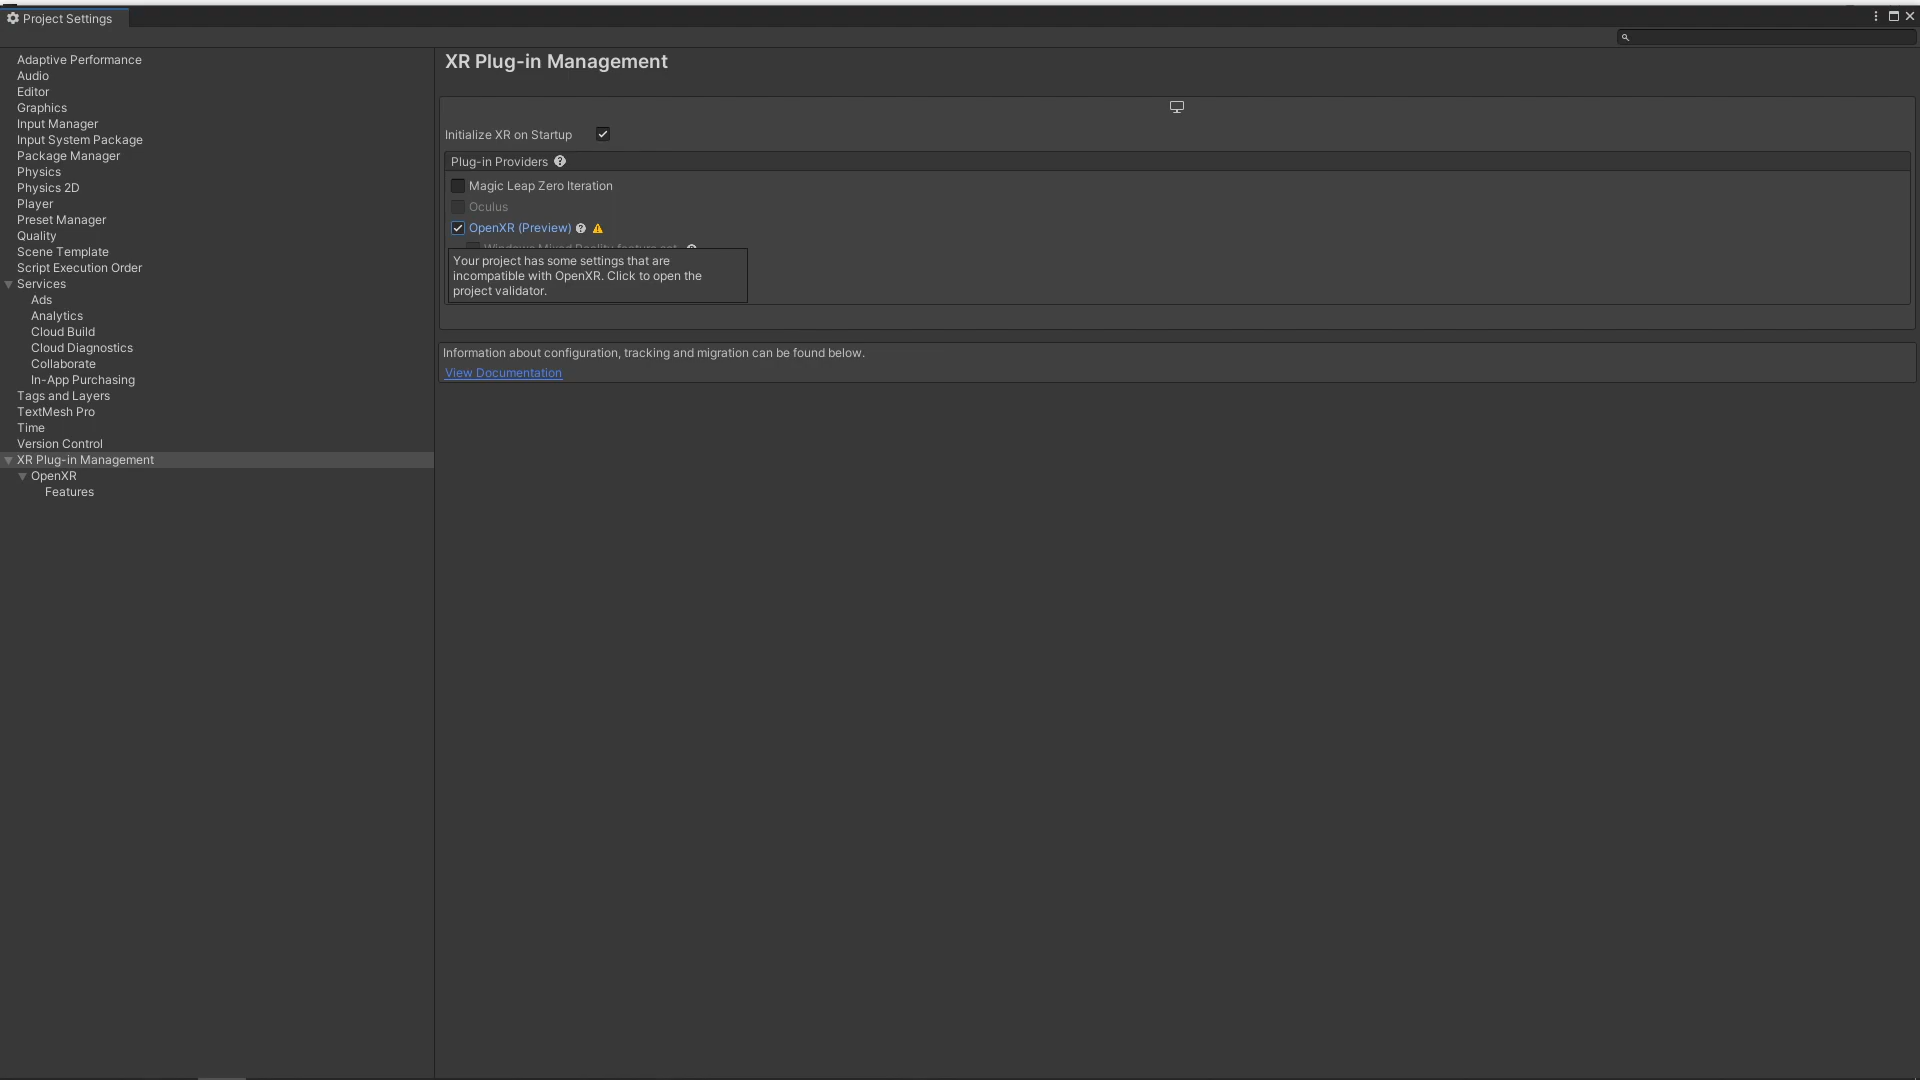 Project Settings
Adaptive Performance
Audio
Editor
Graphics
Input Manager
Input System Package
Package Manager
Physics
Physics 2D
Player
Preset Manager
Quality
Scene Template
Script Execution Order
Services
Ads
Analytics
Cloud Build
Cloud Diagnostics
Collaborate
In-App Purchasing
Tags and Layers
TextMesh Pro
Time
Version Control
XR Plug-in Management
OpenXR
Features
XR Plug-in Management
Initialize XR on Startup
Plug-in Providers
Magic Leap Zero Iteration
Oculus
OpenXR (Preview)
Windows Mixed Reality feature set
Your project has some settings that are
incompatible with OpenXR. Click to open the
project validator.
Information about configuration, tracking and migration can be found below.
View Documentation